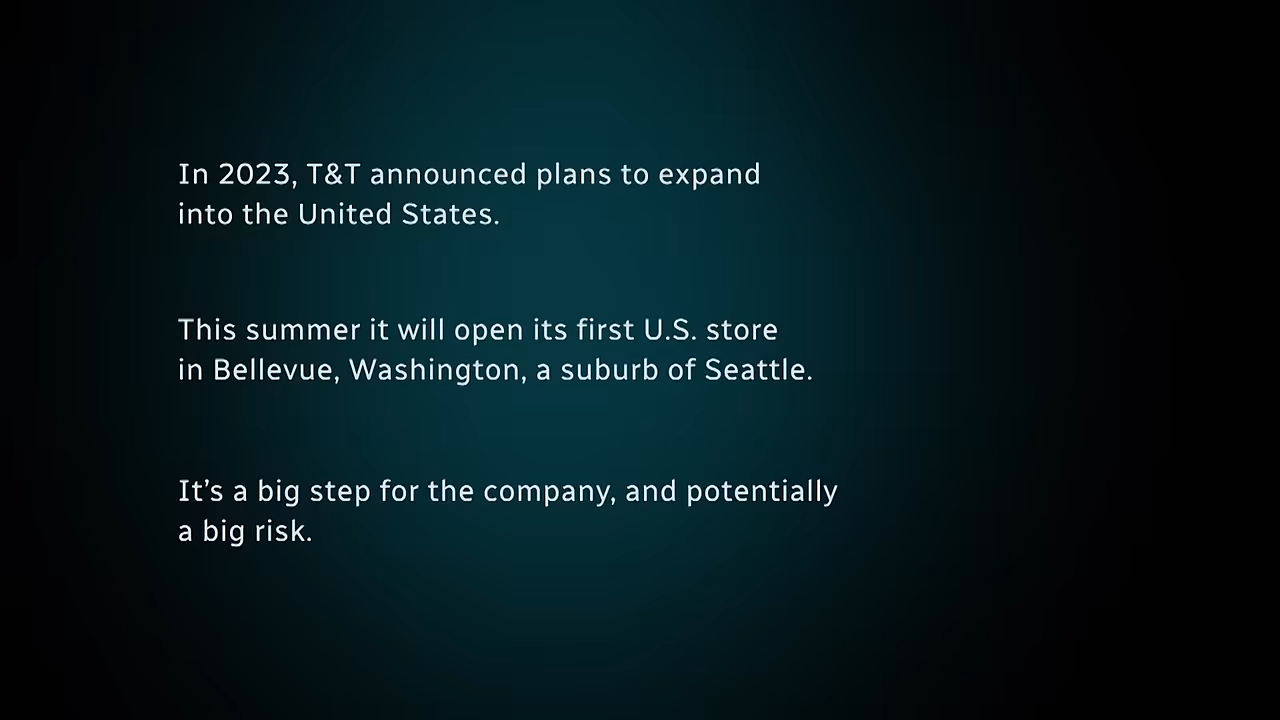 In 2023, T&T announced plans to expand
into the United States.
This summer it will open its first U.S. store
in Bellevue, Washington, a suburb of Seattle.
It’s a big step for the company, and potentially
a big risk.